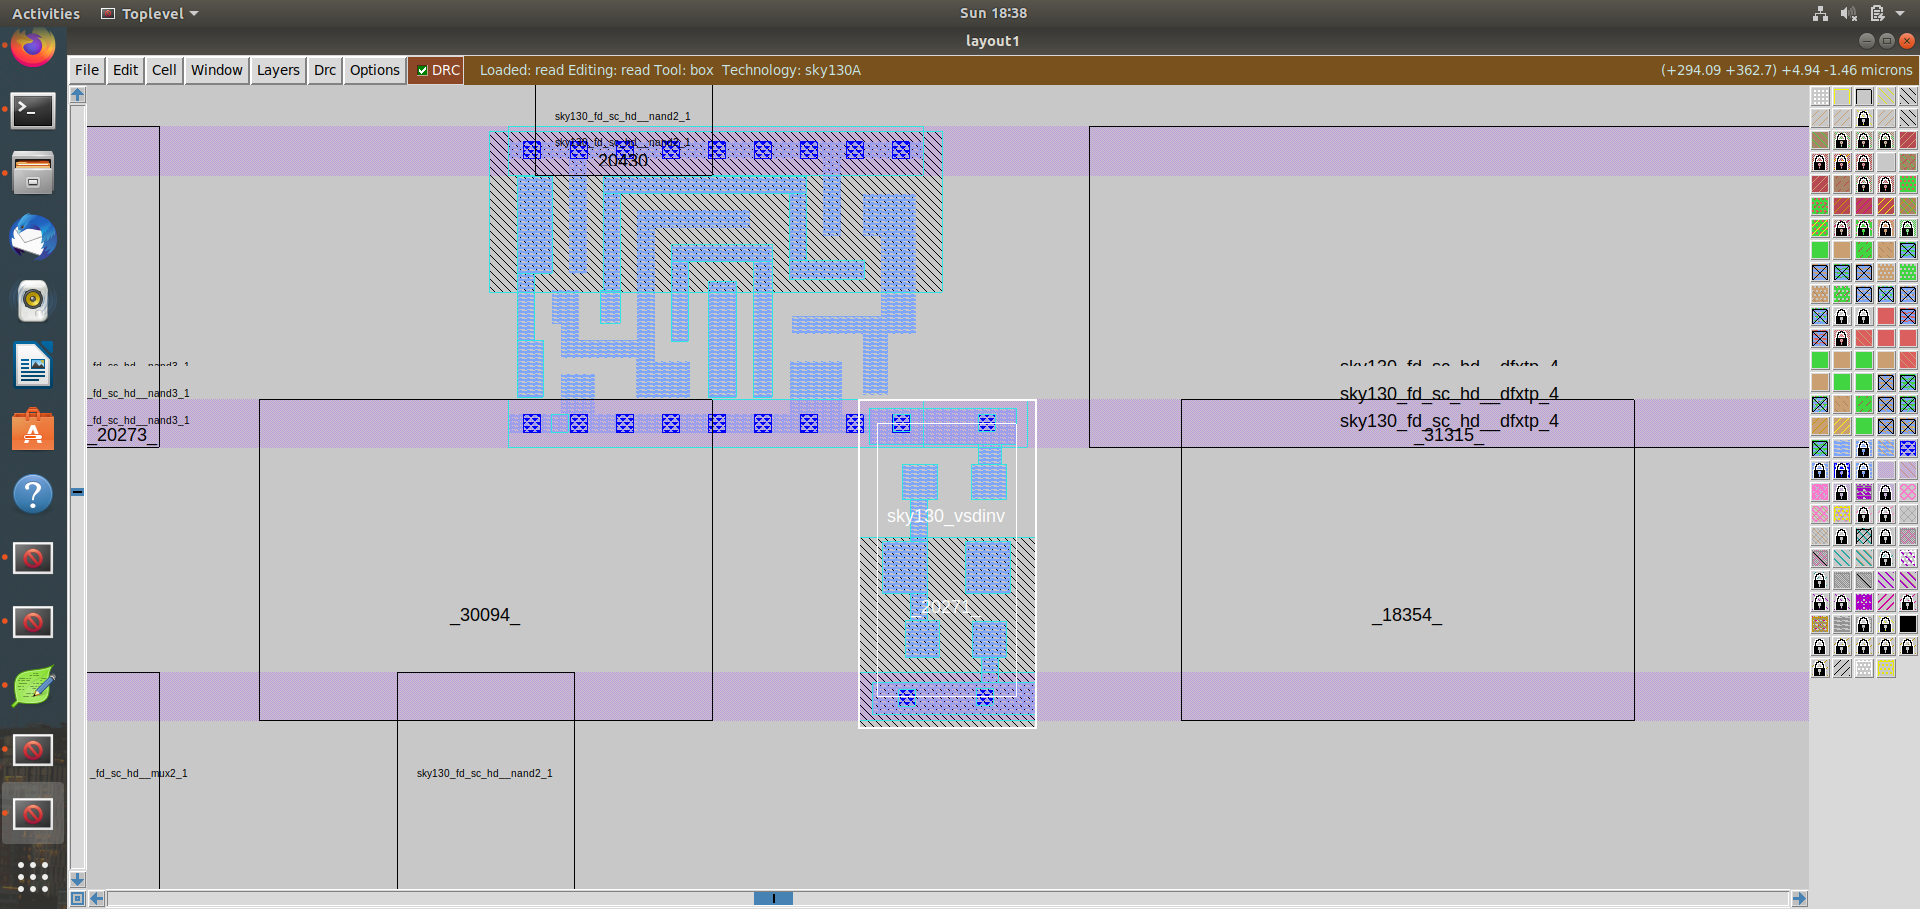 Activities Toplevel Sun 18:38
layout1
File Edit Cell Window Layers Drc Options DRC Loaded: read Editing: read Tool: box Technology: sky130A (+294.09 +362.7) +4.94 -1.46 microns
sky130_fd_sc_hd__nand2_1
sky130_fd_sc_hd__nand2_1
20430
_fd_sc_hd__nand3_1
sky130_fd_sc_hd__dfxtp_4
_fd_sc_hd__nand3_1
sky130_fd_sc_hd__dfxtp_4
_fd_sc_hd__nand3_1
sky130_fd_sc_hd__dfxtp_4
_20273_
_31315_
sky130_vsdinv
_20271_
_30094_
_18354_
_fd_sc_hd__mux2_1
sky130_fd_sc_hd__nand2_1